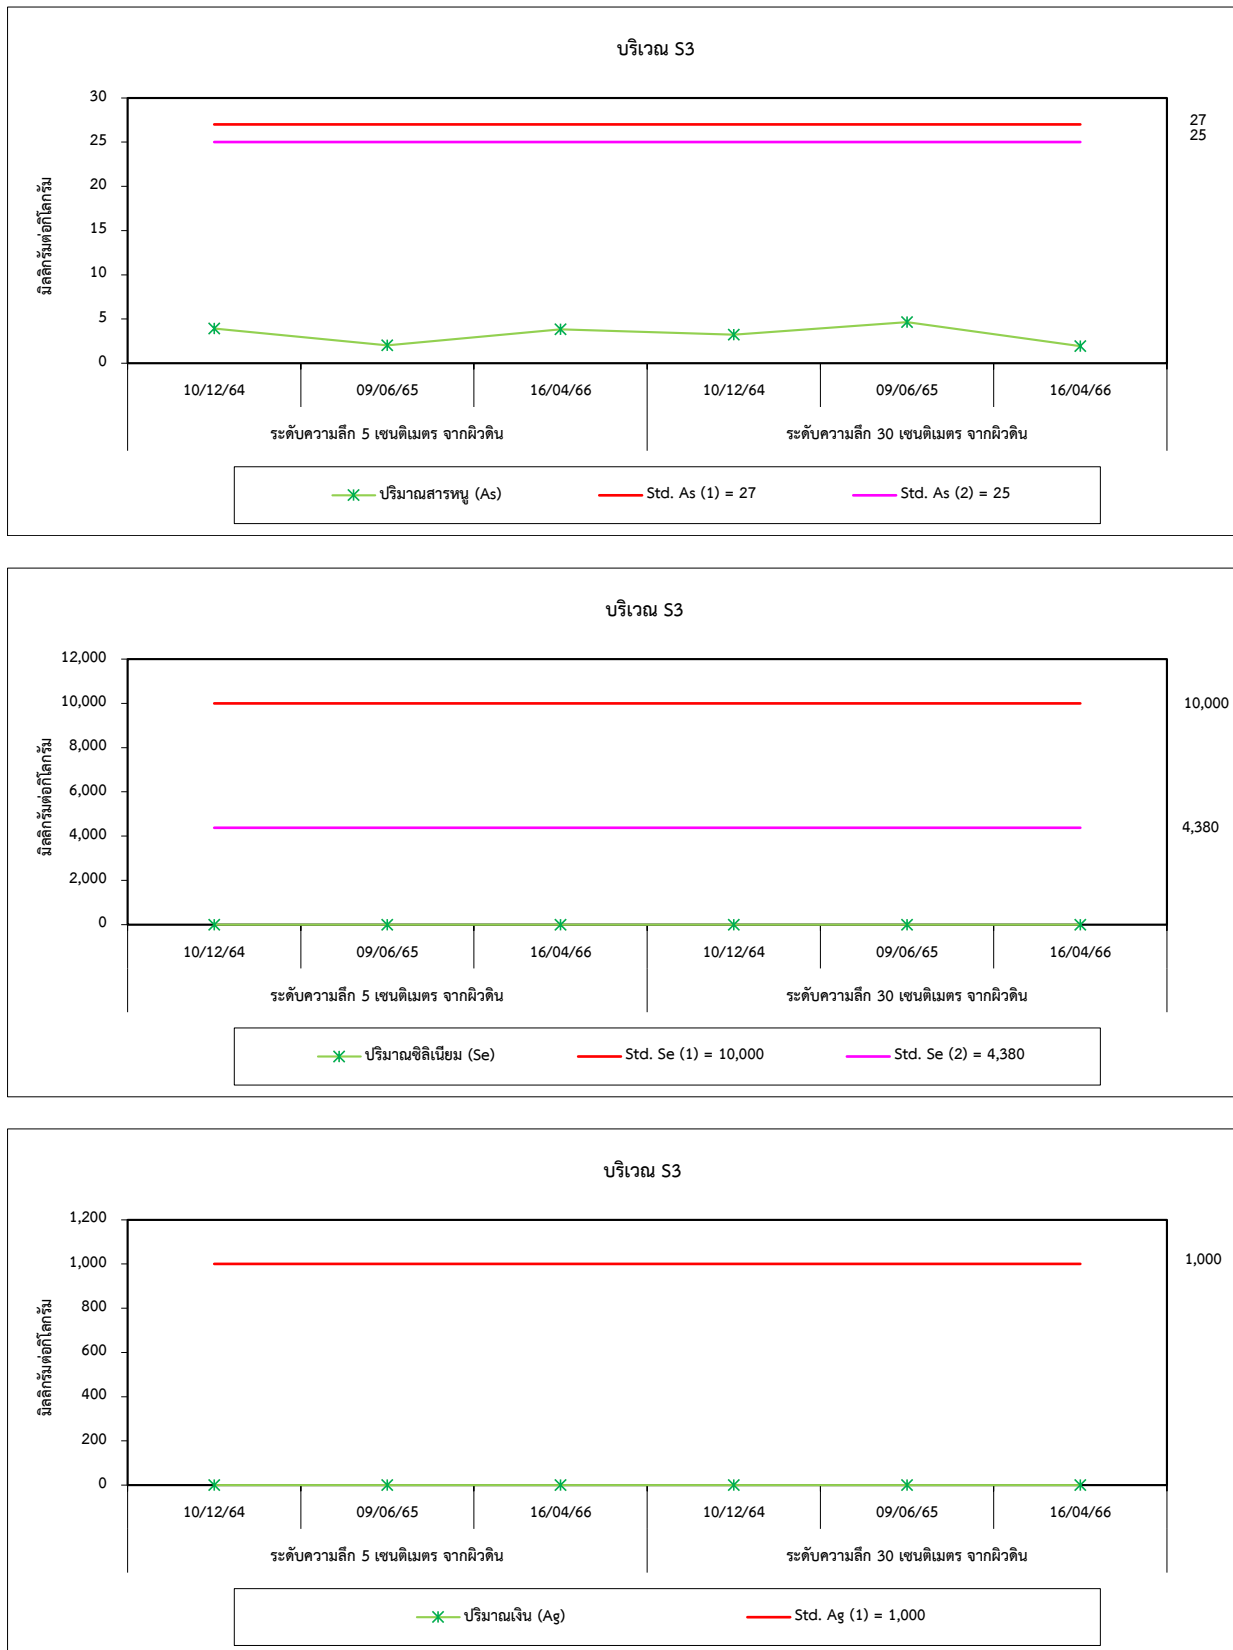 บริเวณ S3
30
27
25
25
20
15
10
5
0
มิลลิกรัมต่อกิโลกรัม
10/12/64 09/06/65 16/04/66 10/12/64 09/06/65 16/04/66
ระดับความลึก 5 เซนติเมตร จากผิวดิน ระดับความลึก 30 เซนติเมตร จากผิวดิน
ปริมาณสารหนู (As) Std. As (1) = 27 Std. As (2) = 25
บริเวณ S3
12,000
10,000 10,000
8,000
6,000
4,000 4,380
2,000
0
มิลลิกรัมต่อกิโลกรัม
10/12/64 09/06/65 16/04/66 10/12/64 09/06/65 16/04/66
ระดับความลึก 5 เซนติเมตร จากผิวดิน ระดับความลึก 30 เซนติเมตร จากผิวดิน
ปริมาณซิลิเนียม (Se) Std. Se (1) = 10,000 Std. Se (2) = 4,380
บริเวณ S3
1,200
1,000 1,000
800
600
400
200
0
มิลลิกรัมต่อกิโลกรัม
10/12/64 09/06/65 16/04/66 10/12/64 09/06/65 16/04/66
ระดับความลึก 5 เซนติเมตร จากผิวดิน ระดับความลึก 30 เซนติเมตร จากผิวดิน
ปริมาณเงิน (Ag) Std. Ag (1) = 1,000